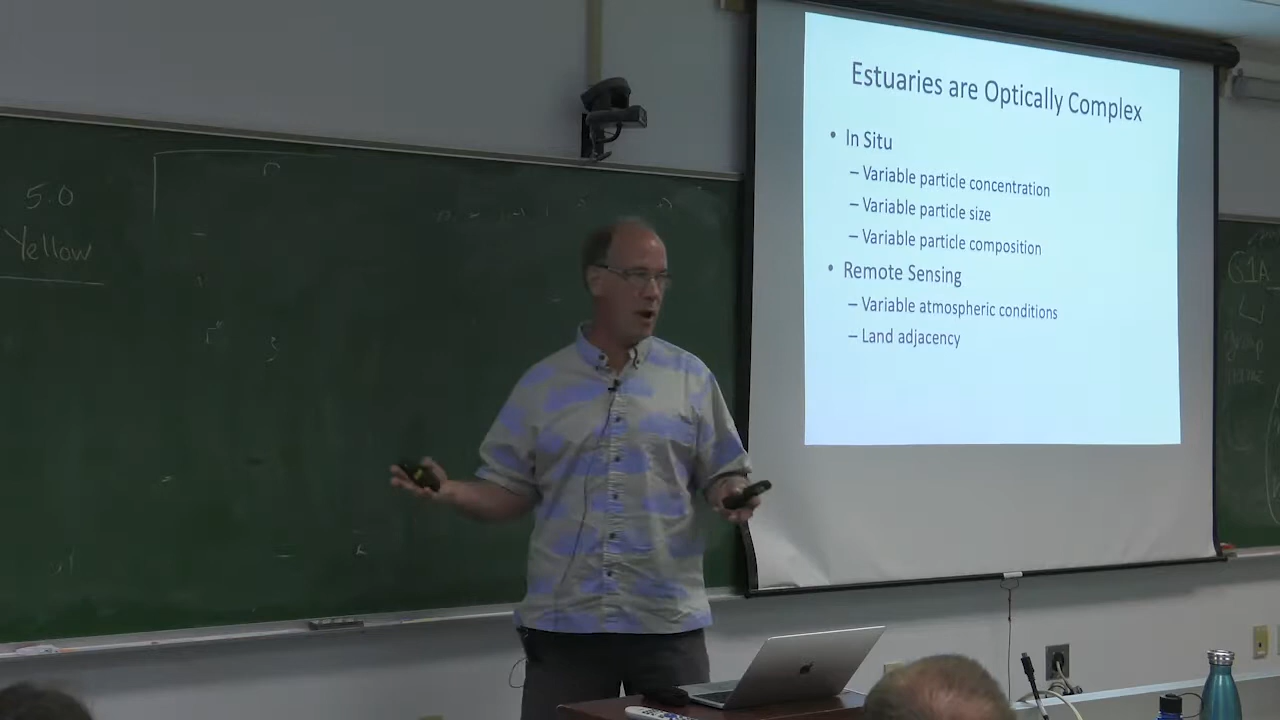 5.0
Yellow
Estuaries are Optically Complex
• In Situ
– Variable particle concentration
– Variable particle size
– Variable particle composition
• Remote Sensing
– Variable atmospheric conditions
– Land adjacency
G1A